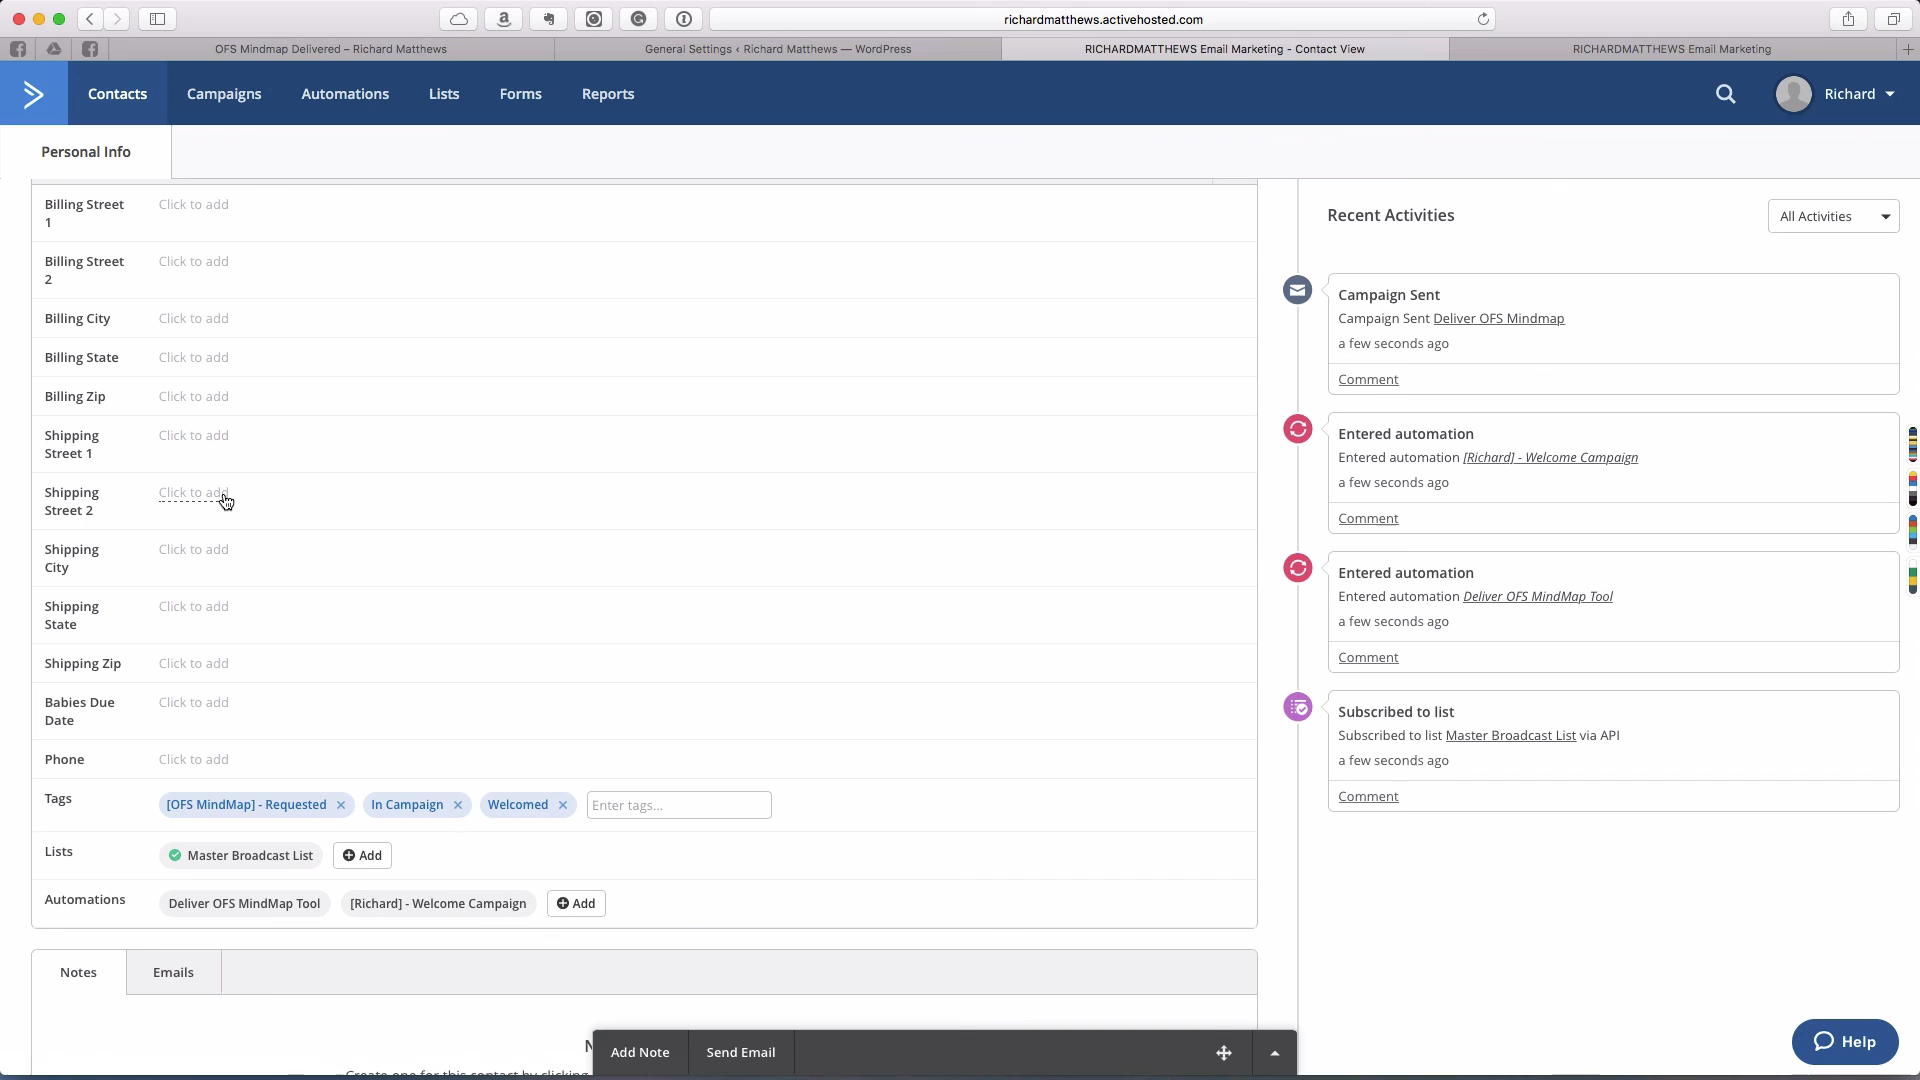 richardmatthews.activehosted.com
OFS Mindmap Delivered – Richard Matthews
General Settings ‹ Richard Matthews — WordPress
RICHARDMATTHEWS Email Marketing - Contact View
RICHARDMATTHEWS Email Marketing
Contacts
Campaigns
Automations
Lists
Forms
Reports
Richard
Personal Info
Billing Street
1
Click to add
Billing Street
2
Click to add
Billing City
Click to add
Billing State
Click to add
Billing Zip
Click to add
Shipping
Street 1
Click to add
Shipping
Street 2
Click to add
Shipping
City
Click to add
Shipping
State
Click to add
Shipping Zip
Click to add
Babies Due
Date
Click to add
Phone
Click to add
Tags
[OFS MindMap] - Requested
In Campaign
Welcomed
Enter tags...
Lists
Master Broadcast List
Add
Automations
Deliver OFS MindMap Tool
[Richard] - Welcome Campaign
Add
Notes
Emails
N
Create one for this contact by clicking
Add Note
Send Email
Recent Activities
All Activities
Campaign Sent
Campaign Sent Deliver OFS Mindmap
a few seconds ago
Comment
Entered automation
Entered automation [Richard] - Welcome Campaign
a few seconds ago
Comment
Entered automation
Entered automation Deliver OFS MindMap Tool
a few seconds ago
Comment
Subscribed to list
Subscribed to list Master Broadcast List via API
a few seconds ago
Comment
Help